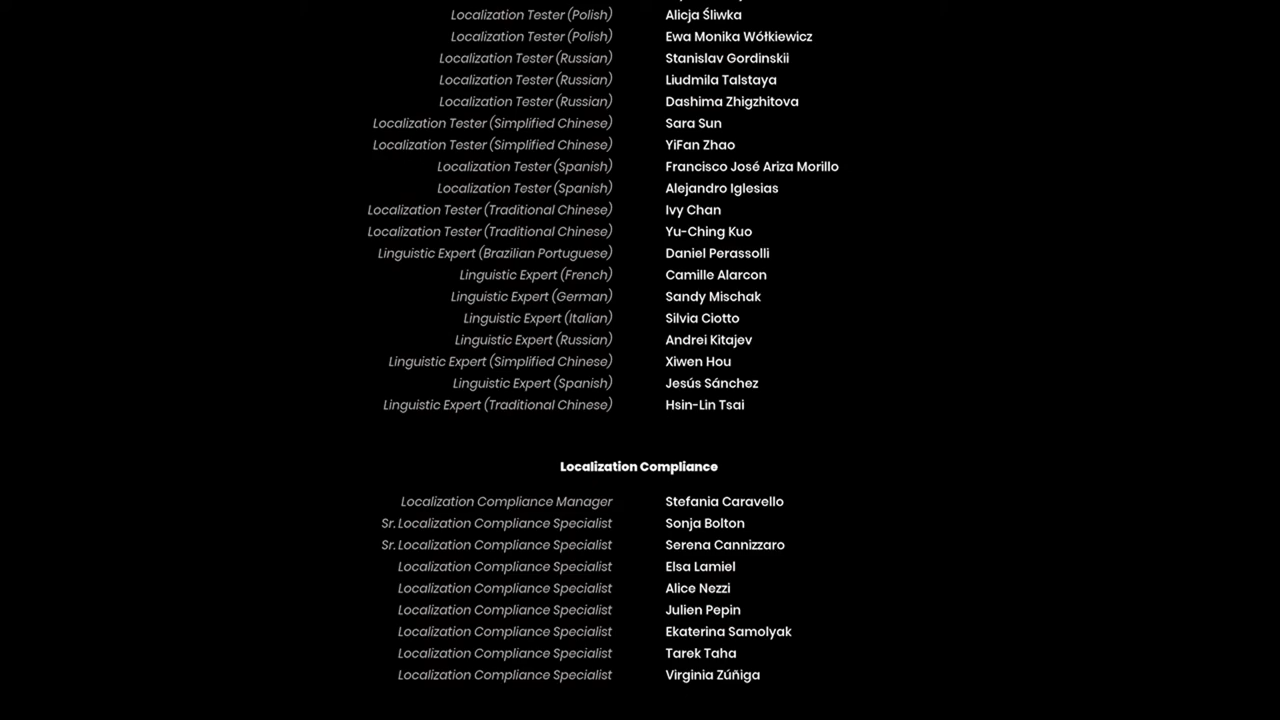 Localization Tester (Polish) Alicja Śliwka
Localization Tester (Polish) Ewa Monika Wółkiewicz
Localization Tester (Russian) Stanislav Gordinskii
Localization Tester (Russian) Liudmila Talstaya
Localization Tester (Russian) Dashima Zhigzhitova
Localization Tester (Simplified Chinese) Sara Sun
Localization Tester (Simplified Chinese) YiFan Zhao
Localization Tester (Spanish) Francisco José Ariza Morillo
Localization Tester (Spanish) Alejandro Iglesias
Localization Tester (Traditional Chinese) Ivy Chan
Localization Tester (Traditional Chinese) Yu-Ching Kuo
Linguistic Expert (Brazilian Portuguese) Daniel Perassolli
Linguistic Expert (French) Camille Alarcon
Linguistic Expert (German) Sandy Mischak
Linguistic Expert (Italian) Silvia Ciotto
Linguistic Expert (Russian) Andrei Kitajev
Linguistic Expert (Simplified Chinese) Xiwen Hou
Linguistic Expert (Spanish) Jesús Sánchez
Linguistic Expert (Traditional Chinese) Hsin-Lin Tsai
Localization Compliance
Localization Compliance Manager Stefania Caravello
Sr. Localization Compliance Specialist Sonja Bolton
Sr. Localization Compliance Specialist Serena Cannizzaro
Localization Compliance Specialist Elsa Lamiel
Localization Compliance Specialist Alice Nezzi
Localization Compliance Specialist Julien Pepin
Localization Compliance Specialist Ekaterina Samolyak
Localization Compliance Specialist Tarek Taha
Localization Compliance Specialist Virginia Zúñiga